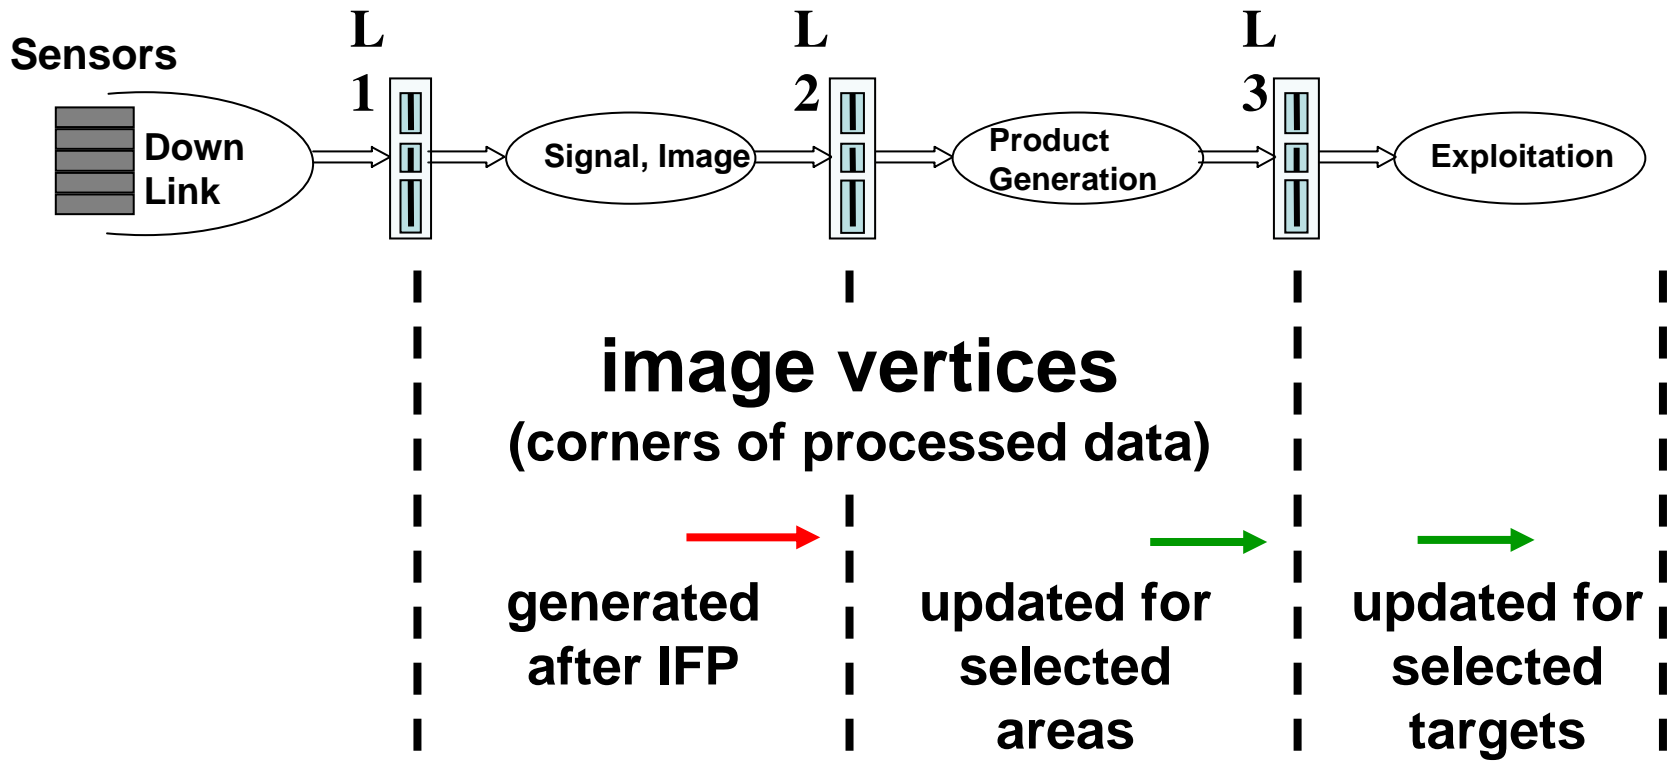 Sensors
Down
Link
L
1
Signal, Image
L
2
Product
Generation
L
3
Exploitation
image vertices
(corners of processed data)
generated
after IFP
updated for
selected
areas
updated for
selected
targets